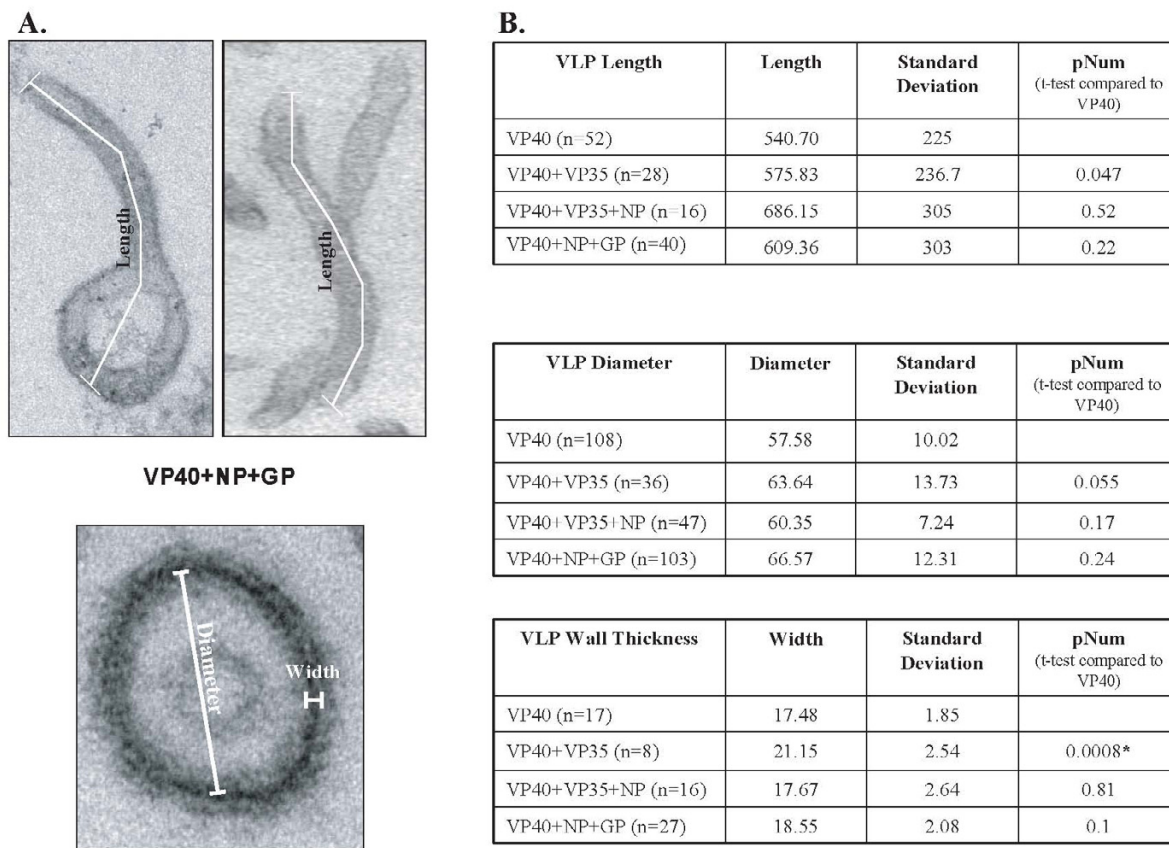 A.
Length
Length
VP40+NP+GP
Diameter
Width
B.
VLP Length Length Standard Deviation pNum (t-test compared to VP40)
VP40 (n=52) 540.70 225
VP40+VP35 (n=28) 575.83 236.7 0.047
VP40+VP35+NP (n=16) 686.15 305 0.52
VP40+NP+GP (n=40) 609.36 303 0.22
VLP Diameter Diameter Standard Deviation pNum (t-test compared to VP40)
VP40 (n=108) 57.58 10.02
VP40+VP35 (n=36) 63.64 13.73 0.055
VP40+VP35+NP (n=47) 60.35 7.24 0.17
VP40+NP+GP (n=103) 66.57 12.31 0.24
VLP Wall Thickness Width Standard Deviation pNum (t-test compared to VP40)
VP40 (n=17) 17.48 1.85
VP40+VP35 (n=8) 21.15 2.54 0.0008*
VP40+VP35+NP (n=16) 17.67 2.64 0.81
VP40+NP+GP (n=27) 18.55 2.08 0.1